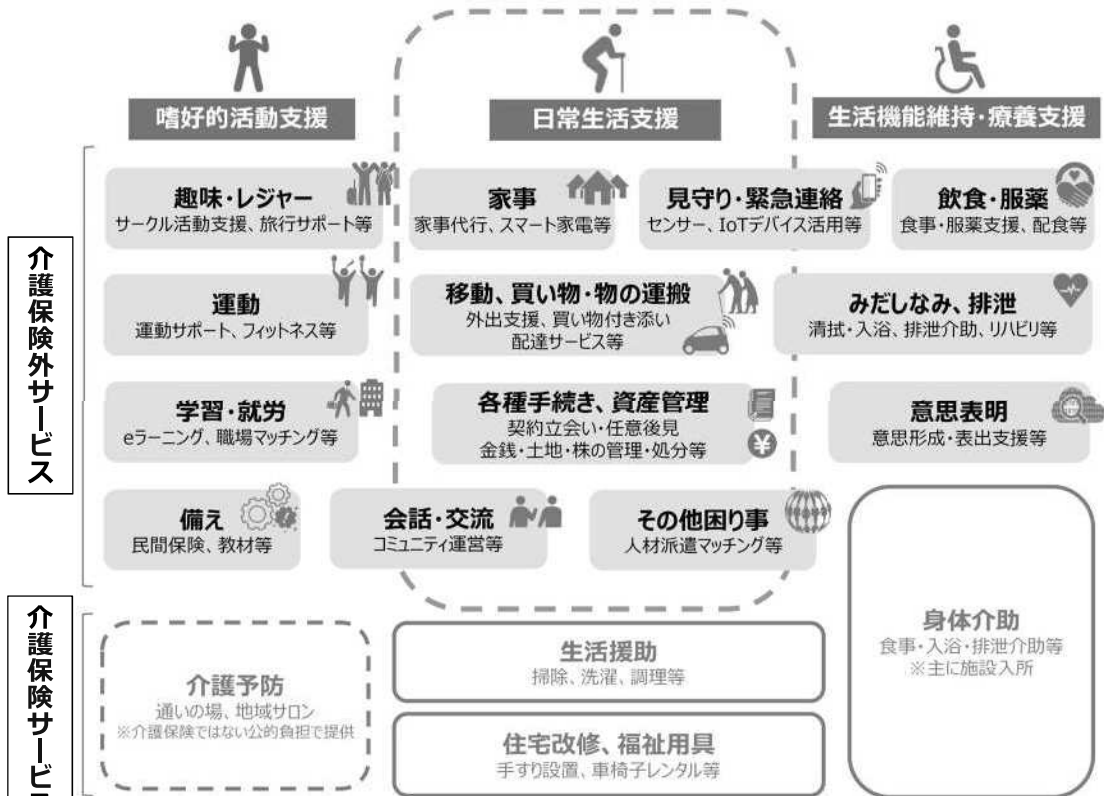 嗜好的活動支援
日常生活支援
生活機能維持・療養支援
介護保険外サービス
趣味・レジャー
サークル活動支援、旅行サポート等
家事
家事代行、スマート家電等
見守り・緊急連絡
センサー、IoTデバイス活用等
飲食・服薬
食事・服薬支援、配食等
運動
運動サポート、フィットネス等
移動、買い物・物の運搬
外出支援、買い物付き添い
配達サービス等
みだしなみ、排泄
清拭・入浴、排泄介助、リハビリ等
学習・就労
eラーニング、職場マッチング等
各種手続き、資産管理
契約立会い・任意後見
金銭・土地・株の管理・処分等
¥
意思表明
意思形成・表出支援等
備え
民間保険、教材等
会話・交流
コミュニティ運営等
その他困り事
人材派遣マッチング等
介護保険サービス
介護予防
通いの場、地域サロン
※介護保険ではない公的負担で提供
生活援助
掃除、洗濯、調理等
住宅改修、福祉用具
手すり設置、車椅子レンタル等
身体介助
食事・入浴・排泄介助等
※主に施設入所